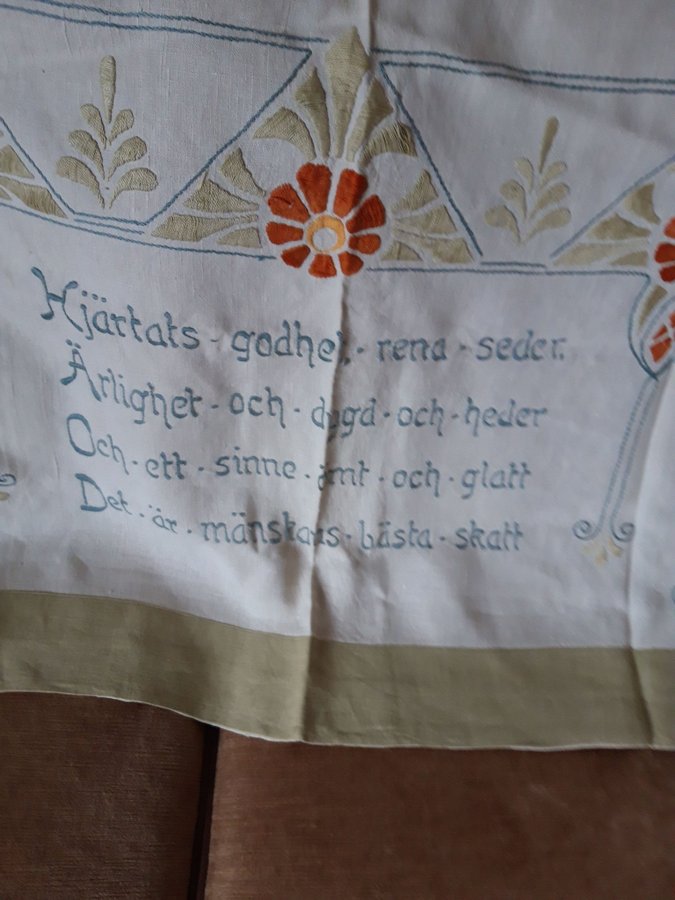 Hjärtats - godhet - rena - seder.
Ärlighet - och - dygd - och - heder
Och - ett - sinne - ömt - och - glatt
Det - är - mänskans - bästa - skatt